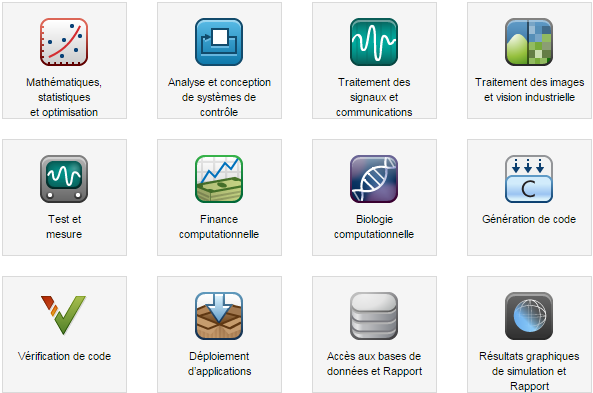 Mathématiques,
statistiques
et optimisation
Analyse et conception
de systèmes de
contrôle
Traitement des
signaux et
communications
Traitement des images
et vision industrielle
Test et
mesure
Finance
computationnelle
Biologie
computationnelle
C
Génération de code
Vérification de code
Déploiement
d'applications
Accès aux bases de
données et Rapport
Résultats graphiques
de simulation et
Rapport